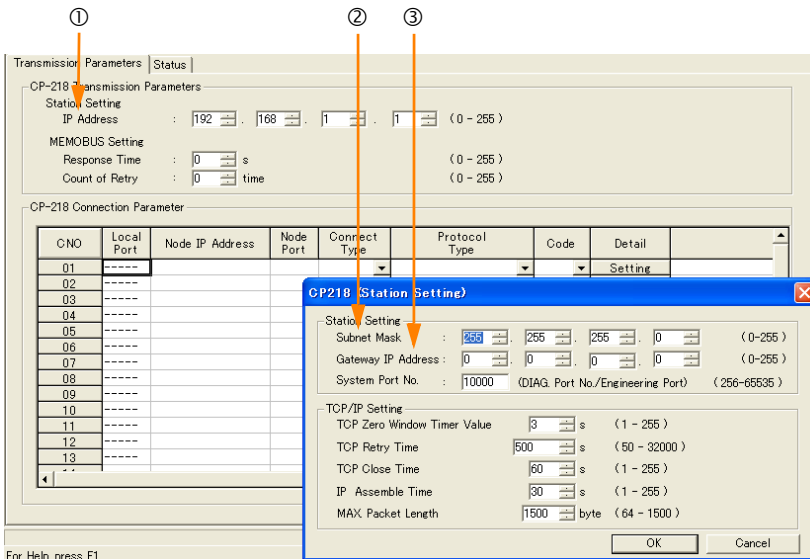 ① ② ③
Transmission Parameters Status
CP-218 Transmission Parameters
Station Setting
IP Address : 192 . 168 . 1 . 1 (0 - 255)
MEMOBUS Setting
Response Time : 0 s (0 - 255)
Count of Retry : 0 time (0 - 255)
CP-218 Connection Parameter
CNO Local Port Node IP Address Node Port Connect Type Protocol Type Code Detail
01 ----- Setting
02 -----
03 -----
04 -----
05 -----
06 -----
07 -----
08 -----
09 -----
10 -----
11 -----
12 -----
13 -----
CP218 (Station Setting)
Station Setting
Subnet Mask : 255 . 255 . 255 . 0 (0-255)
Gateway IP Address : 0 . 0 . 0 . 0 (0-255)
System Port No. : 10000 (DIAG. Port No./Engineering Port) (256-65535)
TCP/IP Setting
TCP Zero Window Timer Value 3 s (1 - 255)
TCP Retry Time 500 s (50 - 32000)
TCP Close Time 60 s (1 - 255)
IP Assemble Time 30 s (1 - 255)
MAX. Packet Length 1500 byte (64 - 1500)
OK Cancel
For Help, press F1